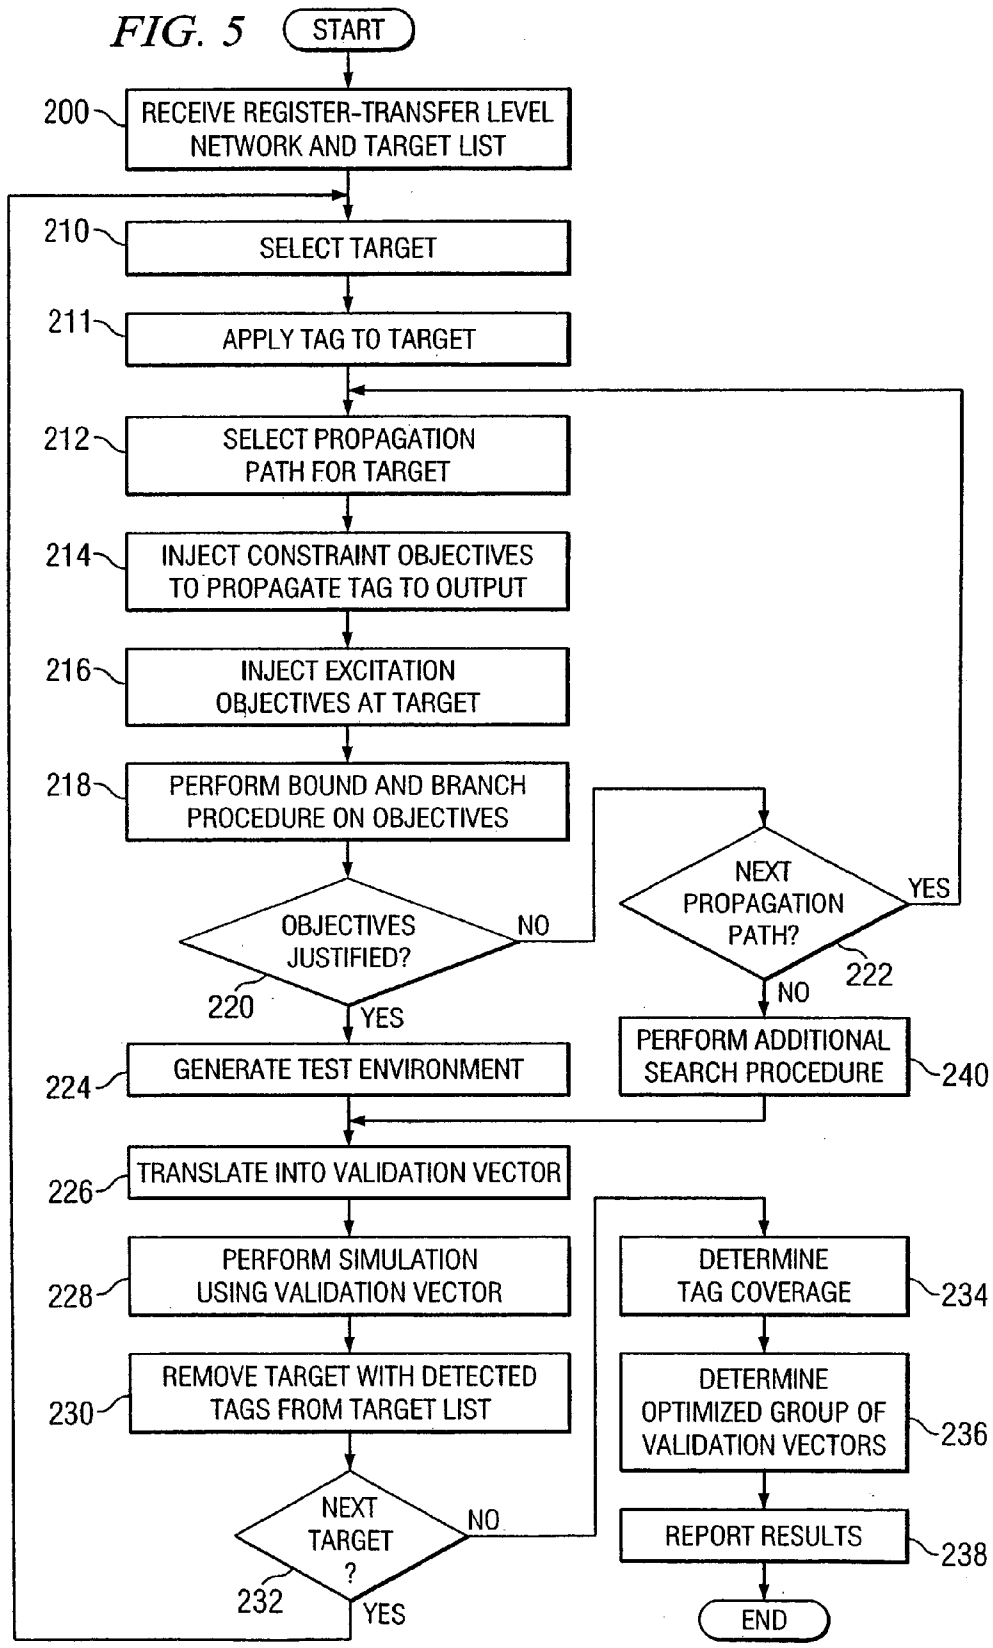 FIG. 5
START
200
RECEIVE REGISTER-TRANSFER LEVEL
NETWORK AND TARGET LIST
210
SELECT TARGET
211
APPLY TAG TO TARGET
212
SELECT PROPAGATION
PATH FOR TARGET
214
INJECT CONSTRAINT OBJECTIVES
TO PROPAGATE TAG TO OUTPUT
216
INJECT EXCITATION
OBJECTIVES AT TARGET
218
PERFORM BOUND AND BRANCH
PROCEDURE ON OBJECTIVES
OBJECTIVES
JUSTIFIED?
220
NO
YES
NEXT
PROPAGATION
PATH?
222
YES
NO
224
GENERATE TEST ENVIRONMENT
PERFORM ADDITIONAL
SEARCH PROCEDURE
240
226
TRANSLATE INTO VALIDATION VECTOR
228
PERFORM SIMULATION
USING VALIDATION VECTOR
230
REMOVE TARGET WITH DETECTED
TAGS FROM TARGET LIST
NEXT
TARGET
?
232
NO
YES
DETERMINE
TAG COVERAGE
234
DETERMINE
OPTIMIZED GROUP OF
VALIDATION VECTORS
236
REPORT RESULTS
238
END